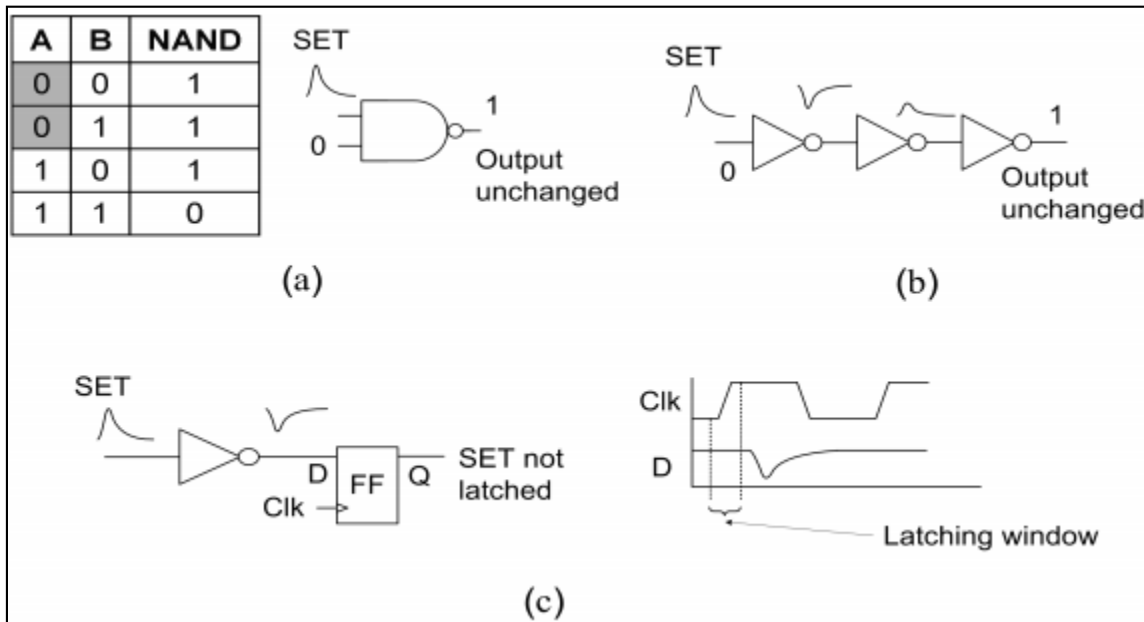 A B NAND
0 0 1
0 1 1
1 0 1
1 1 0
SET
0
1
Output
unchanged
(a)
SET
0
1
Output
unchanged
(b)
SET
D
FF
Q
Clk
SET not
latched
Clk
D
Latching window
(c)